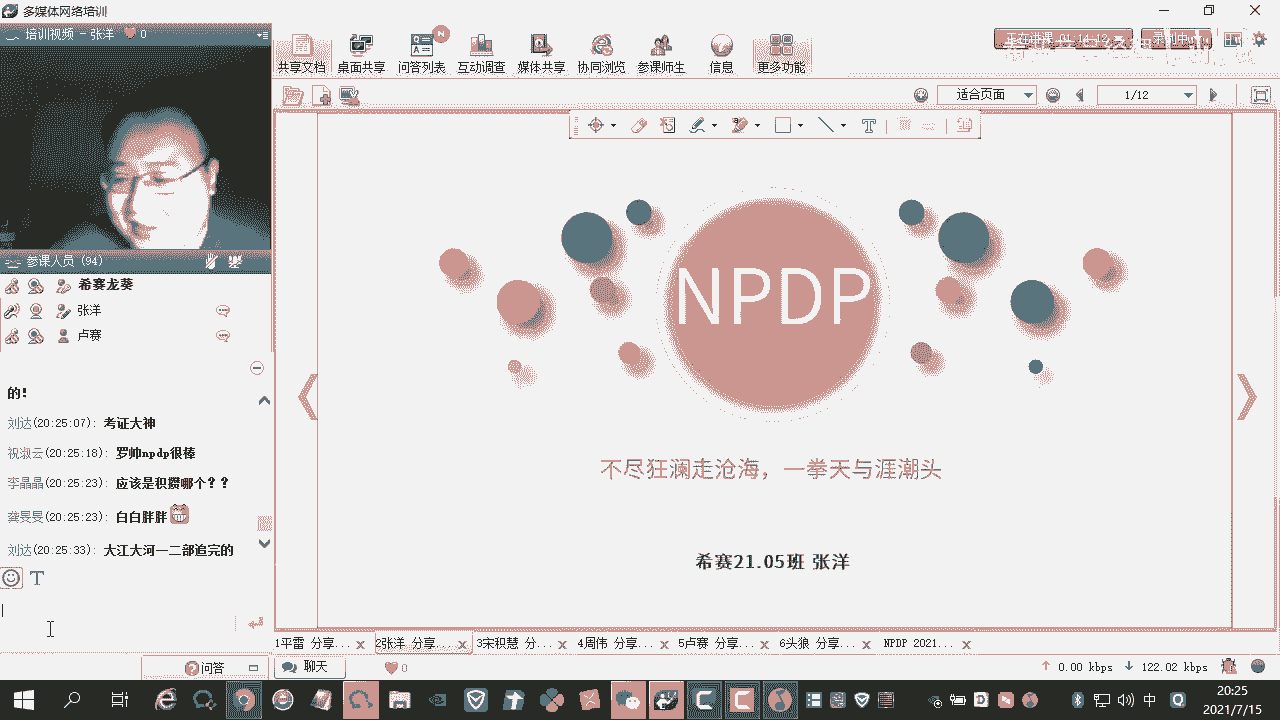 多媒体网络培训
培训视频 - 张洋 0
共享文档 桌面共享 问答列表 互动调查 媒体共享 协同浏览 参课师生 信息 更多功能
N
适合页面 1/12
参课人员 (94)
希赛龙葵
张洋
卢赛
的!
刘达(20:25:07): 考证大神
祝淑云(20:25:18): 罗帅npdp很棒
李晶晶(20:25:23): 应该是积攒哪个??
龚旻旻(20:25:23): 白白胖胖
刘达(20:25:33): 大江大河一二部追完的
问答
NPDP
不尽狂澜走沧海，一拳天与涯潮头
希赛21.05班 张洋
1平雷 分享... 2张洋 分享... 3宋积慧 分... 4周伟 分享... 5卢赛 分享... 6头狼 分享... NPDP 2021...
聊天 0 0.00 kbps 122.02 kbps
中
20:25
2021/7/15